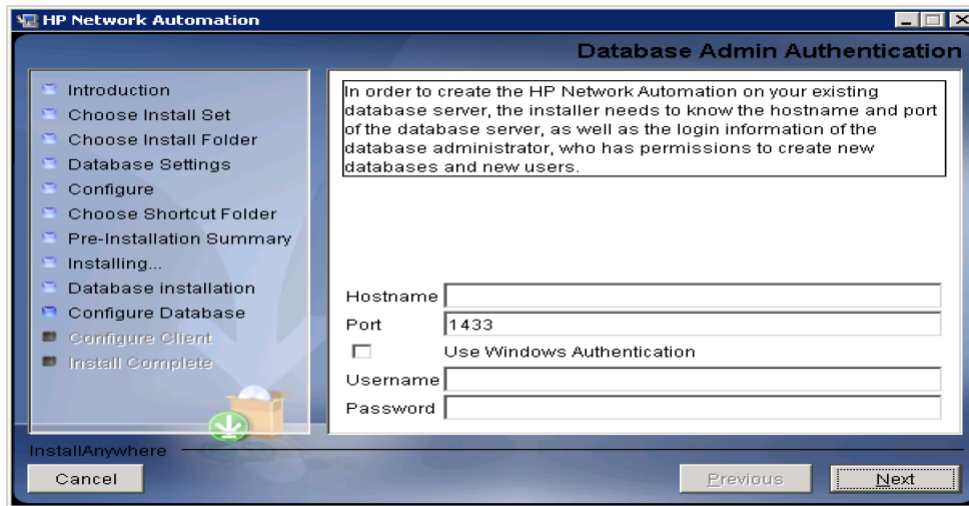 HP Network Automation
Database Admin Authentication
Introduction
Choose Install Set
Choose Install Folder
Database Settings
Configure
Choose Shortcut Folder
Pre-Installation Summary
Installing...
Database installation
Configure Database
Configure Client
Install Complete
In order to create the HP Network Automation on your existing
database server, the installer needs to know the hostname and port
of the database server, as well as the login information of the
database administrator, who has permissions to create new
databases and new users.
Hostname
Port 1433
Use Windows Authentication
Username
Password
InstallAnywhere
Cancel
Previous
Next